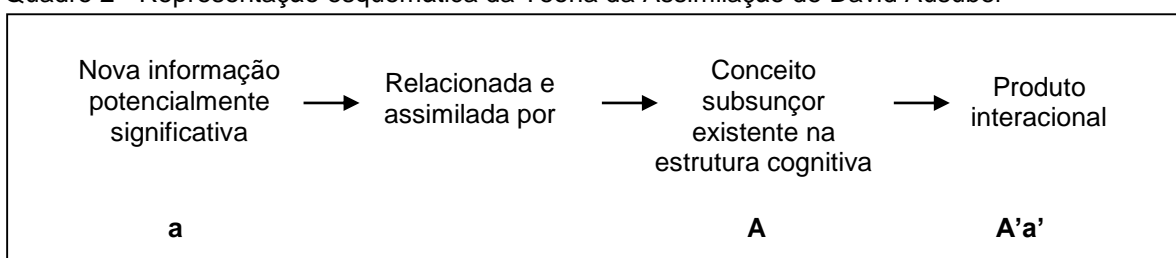 Quadro 2 - Representação esquemática da Teoria da Assimilação de David Ausubel
Nova informação
potencialmente
significativa
Relacionada e
assimilada por
Conceito
subsunçor
existente na
estrutura cognitiva
Produto
interacional
a
A
A’a’